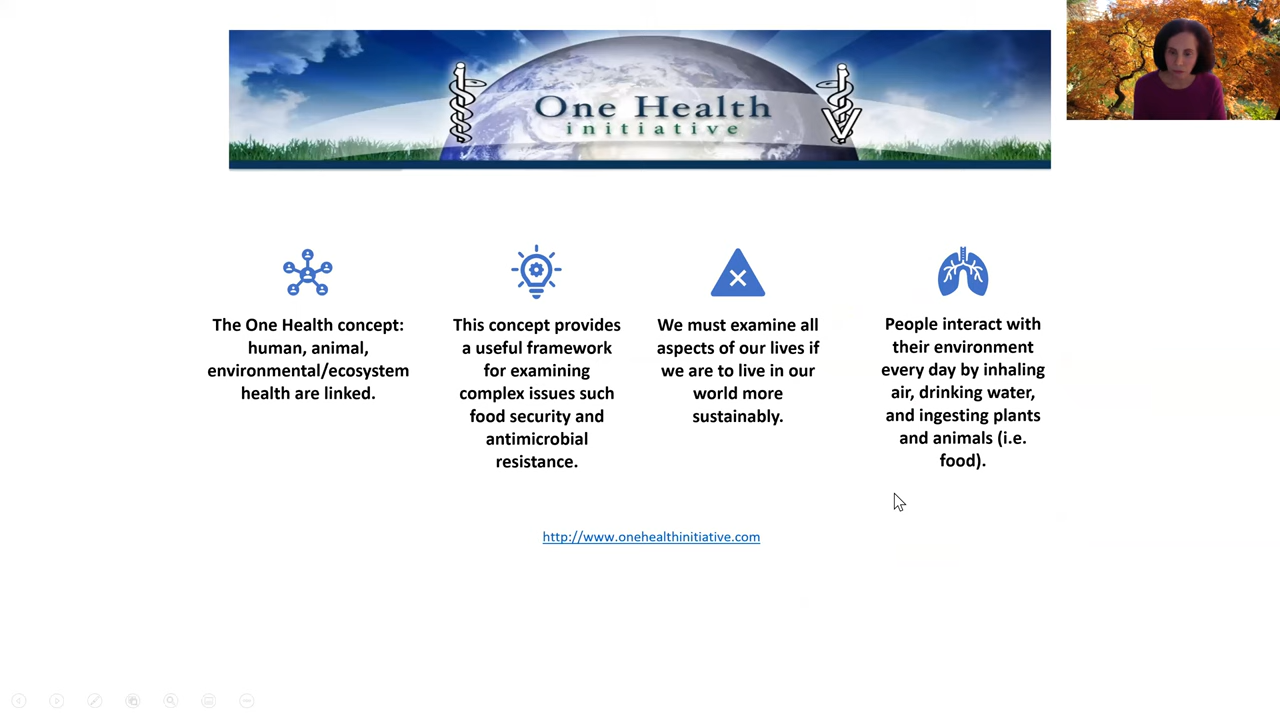 One Health
initiative
V
The One Health concept:
human, animal,
environmental/ecosystem
health are linked.
This concept provides
a useful framework
for examining
complex issues such
food security and
antimicrobial
resistance.
We must examine all
aspects of our lives if
we are to live in our
world more
sustainably.
People interact with
their environment
every day by inhaling
air, drinking water,
and ingesting plants
and animals (i.e.
food).
http://www.onehealthinitiative.com